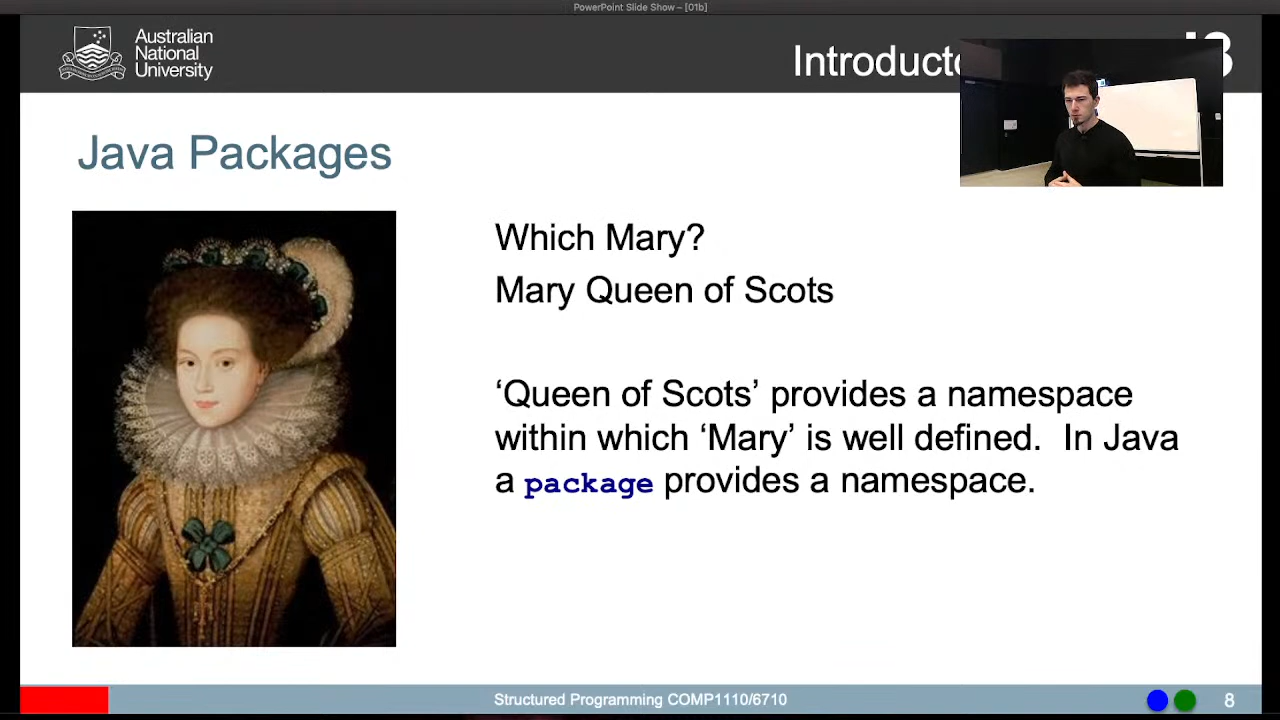 PowerPoint Slide Show – [01b]
Australian
National
University
Java Packages
Which Mary?
Mary Queen of Scots
‘Queen of Scots’ provides a namespace
within which ‘Mary’ is well defined.  In Java
a package provides a namespace.
Structured Programming COMP1110/6710
8